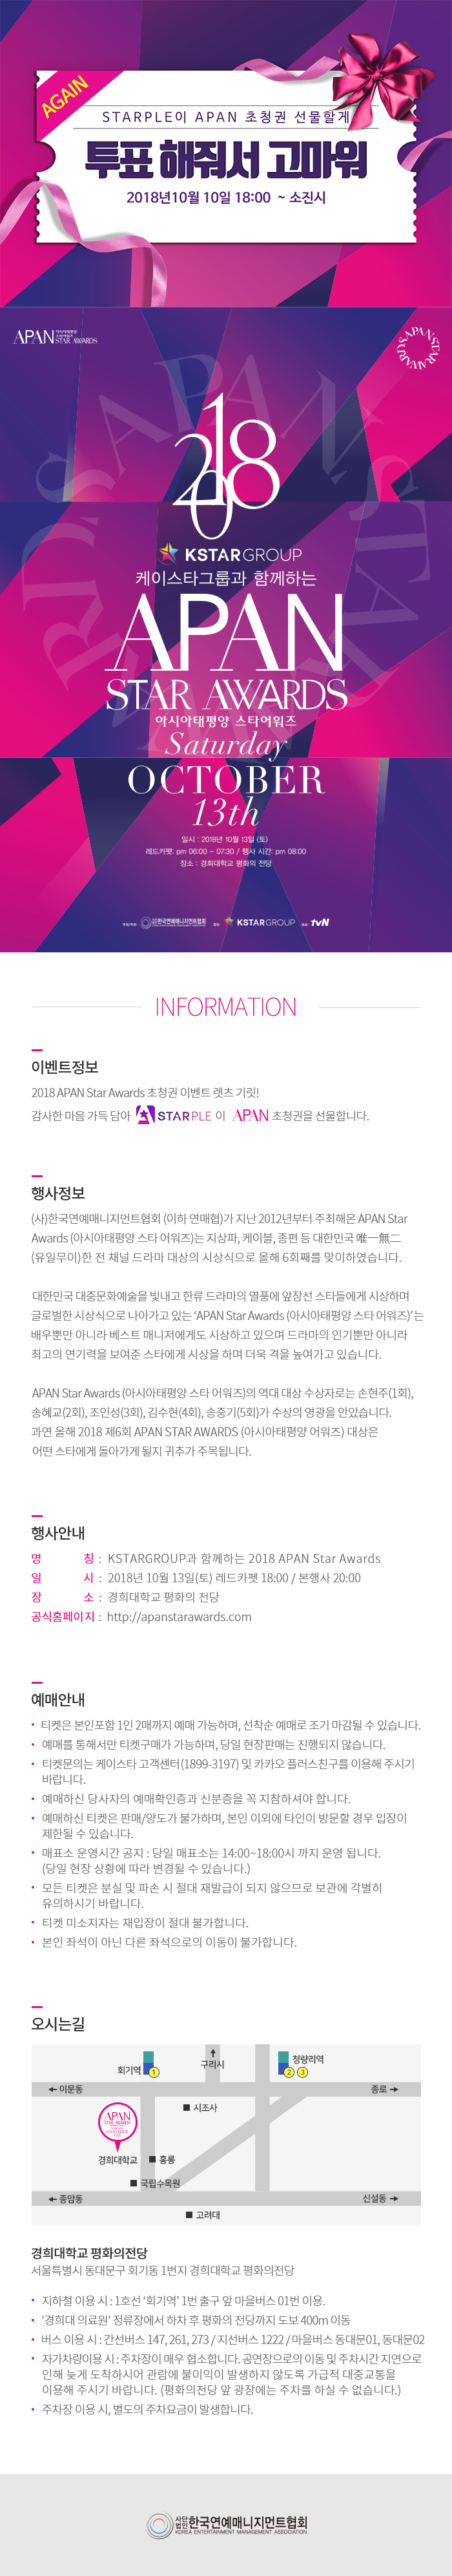 AGAIN
STARPLE이 APAN 초청권 선물할게
투표 해줘서 고마워
2018년10월 10일 18:00 ~ 소진시
APAN 아시아태평양 스타어워즈 STAR AWARDS
APAN STAR AWARDS
2018
KSTARGROUP
케이스타그룹과 함께하는
APAN
STAR AWARDS
아시아태평양 스타어워즈
Saturday
OCTOBER
13th
일시 : 2018년 10월 13일 (토)
레드카펫: pm 06:00 - 07:30 / 행사 시간: pm 08:00
장소 : 경희대학교 평화의 전당
한국연예매니지먼트협회 KSTARGROUP tvN
INFORMATION
이벤트정보
2018 APAN Star Awards 초청권 이벤트 렛츠 기릿!
감사한 마음 가득 담아 STARPLE 이 APAN 초청권을 선물합니다.
행사정보
(사)한국연예매니지먼트협회 (이하 연매협)가 지난 2012년부터 주최해온 APAN Star
Awards (아시아태평양 스타 어워즈)는 지상파, 케이블, 종편 등 대한민국 唯一無二
(유일무이)한 전 채널 드라마 대상의 시상식으로 올해 6회째를 맞이하였습니다.
대한민국 대중문화예술을 빛내고 한류 드라마의 열풍에 앞장선 스타들에게 시상하며
글로벌한 시상식으로 나아가고 있는 ‘APAN Star Awards (아시아태평양 스타 어워즈)’는
배우뿐만 아니라 베스트 매니저에게도 시상하고 있으며 드라마의 인기뿐만 아니라
최고의 연기력을 보여준 스타에게 시상을 하며 더욱 격을 높여가고 있습니다.
APAN Star Awards (아시아태평양 스타 어워즈)의 역대 대상 수상자로는 손현주(1회),
송혜교(2회), 조인성(3회), 김수현(4회), 송중기(5회)가 수상의 영광을 안았습니다.
과연 올해 2018 제6회 APAN STAR AWARDS (아시아태평양 어워즈) 대상은
어떤 스타에게 돌아가게 될지 귀추가 주목됩니다.
행사안내
명 칭 : KSTARGROUP과 함께하는 2018 APAN Star Awards
일 시 : 2018년 10월 13일(토) 레드카펫 18:00 / 본행사 20:00
장 소 : 경희대학교 평화의 전당
공식홈페이지 : http://apanstarawards.com
예매안내
• 티켓은 본인포함 1인 2매까지 예매 가능하며, 선착순 예매로 조기 마감될 수 있습니다.
• 예매를 통해서만 티켓구매가 가능하며, 당일 현장판매는 진행되지 않습니다.
• 티켓문의는 케이스타 고객센터(1899-3197) 및 카카오 플러스친구를 이용해 주시기
바랍니다.
• 예매하신 당사자의 예매확인증과 신분증을 꼭 지참하셔야 합니다.
• 예매하신 티켓은 판매/양도가 불가하며, 본인 이외에 타인이 방문할 경우 입장이
제한될 수 있습니다.
• 매표소 운영시간 공지 : 당일 매표소는 14:00~18:00시 까지 운영 됩니다.
(당일 현장 상황에 따라 변경될 수 있습니다.)
• 모든 티켓은 분실 및 파손 시 절대 재발급이 되지 않으므로 보관에 각별히
유의하시기 바랍니다.
• 티켓 미소지자는 재입장이 절대 불가합니다.
• 본인 좌석이 아닌 다른 좌석으로의 이동이 불가합니다.
오시는길
회기역 1
구리시
청량리역
2 3
이문동
종로
APAN
STAR AWARDS
OCTOBER
시조사
경희대학교
홍릉
국립수목원
종암동
신설동
고려대
경희대학교 평화의전당
서울특별시 동대문구 회기동 1번지 경희대학교 평화의전당
• 지하철 이용 시 : 1호선 ‘회기역’ 1번 출구 앞 마을버스 01번 이용.
• ‘경희대 의료원’ 정류장에서 하차 후 평화의 전당까지 도보 400m 이동
• 버스 이용 시 : 간선버스 147, 261, 273 / 지선버스 1222 / 마을버스 동대문01, 동대문02
• 자가차량이용 시 : 주차장이 매우 협소합니다. 공연장으로의 이동 및 주차시간 지연으로
인해 늦게 도착하시어 관람에 불이익이 발생하지 않도록 가급적 대중교통을
이용해 주시기 바랍니다. (평화의전당 앞 광장에는 주차를 하실 수 없습니다.)
• 주차장 이용 시, 별도의 주차요금이 발생합니다.
사단법인 한국연예매니지먼트협회
KOREA ENTERTAINMENT MANAGEMENT ASSOCIATION